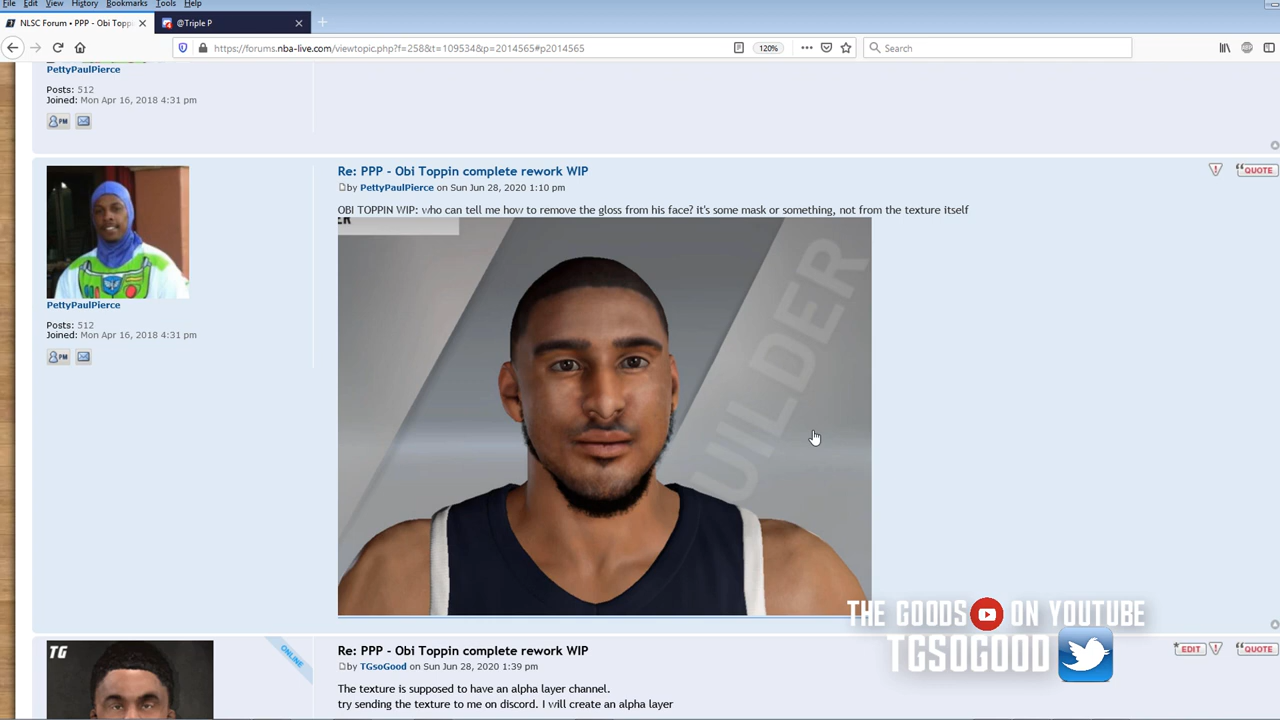 File Edit View History Bookmarks Tools Help
NLSC Forum • PPP - Obi Toppi
@Triple P
https://forums.nba-live.com/viewtopic.php?f=258&t=109534&p=2014565#p2014565
120%
Search
PettyPaulPierce
Posts: 512
Joined: Mon Apr 16, 2018 4:31 pm
PM
Re: PPP - Obi Toppin complete rework WIP
QUOTE
by PettyPaulPierce on Sun Jun 28, 2020 1:10 pm
OBI TOPPIN WIP: who can tell me how to remove the gloss from his face? it's some mask or something, not from the texture itself
ER
UILDER
PettyPaulPierce
Posts: 512
Joined: Mon Apr 16, 2018 4:31 pm
PM
THE GOODS ON YOUTUBE
TGSOGOOD
TG
ONLINE
Re: PPP - Obi Toppin complete rework WIP
EDIT
QUOTE
by TGsoGood on Sun Jun 28, 2020 1:39 pm
The texture is supposed to have an alpha layer channel.
try sending the texture to me on discord. I will create an alpha layer